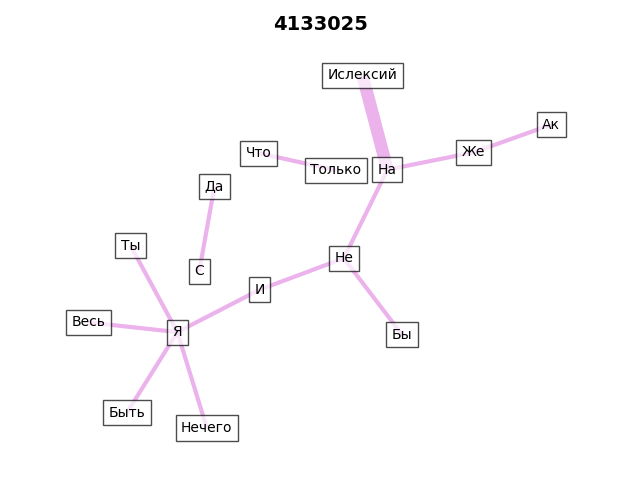 4133025
Ислексий
Ак
Же
Что
Только
На
Да
Ты
Не
С
И
Весь
Я
Бы
Быть
Нечего